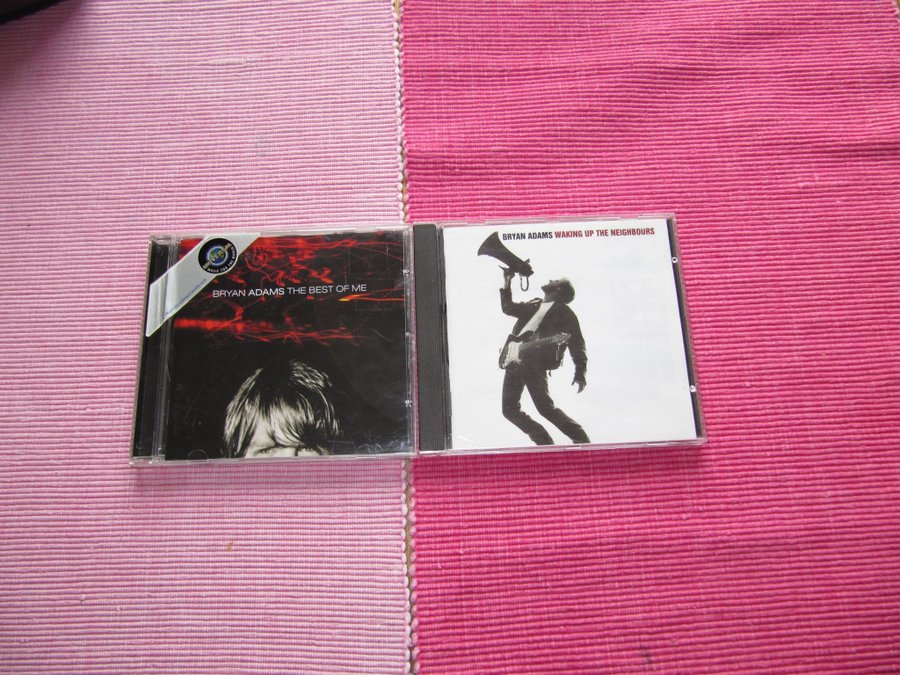 BRYAN ADAMS THE BEST OF ME
BRYAN ADAMS WAKING UP THE NEIGHBOURS